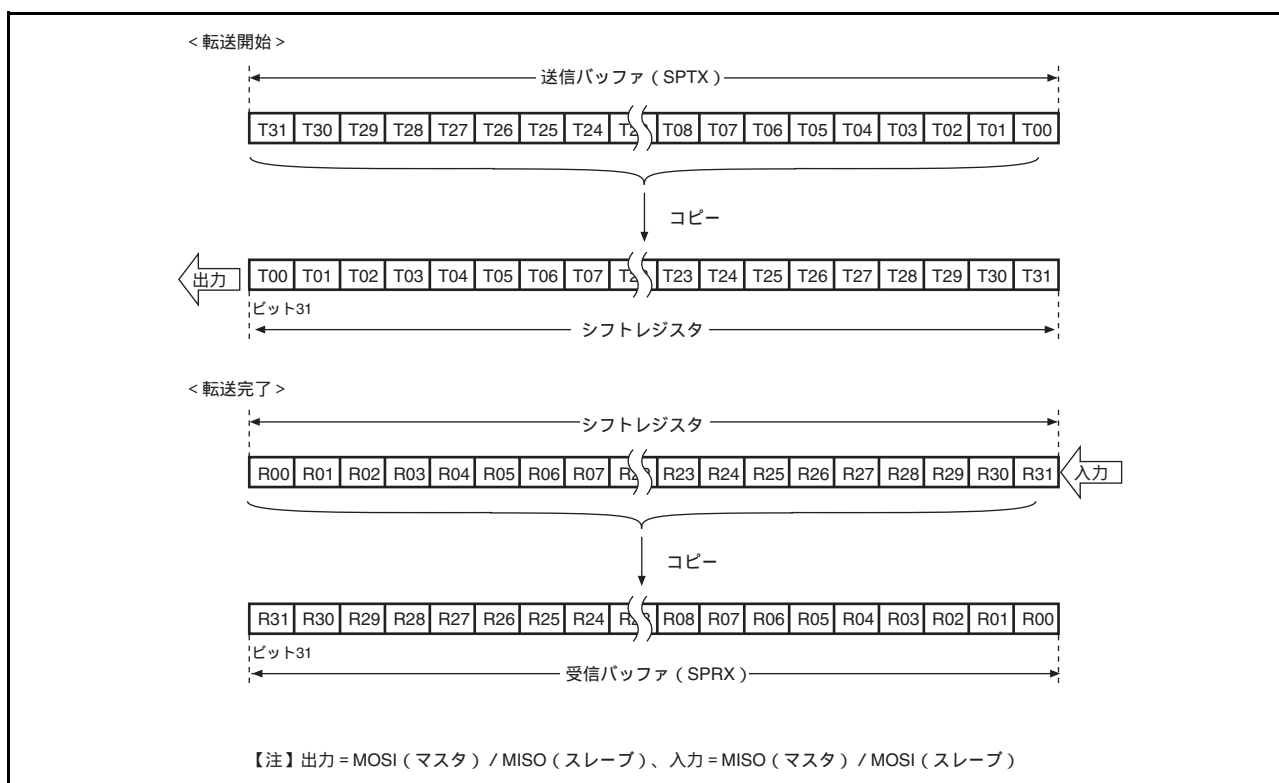 <転送開始>
送信バッファ(SPTX)
T31 T30 T29 T28 T27 T26 T25 T24 T08 T07 T06 T05 T04 T03 T02 T01 T00
コピー
出力 T00 T01 T02 T03 T04 T05 T06 T07 T23 T24 T25 T26 T27 T28 T29 T30 T31
ビット31
シフトレジスタ
<転送完了>
シフトレジスタ
R00 R01 R02 R03 R04 R05 R06 R07 R23 R24 R25 R26 R27 R28 R29 R30 R31 入力
コピー
R31 R30 R29 R28 R27 R26 R25 R24 R08 R07 R06 R05 R04 R03 R02 R01 R00
ビット31
受信バッファ(SPRX)
【注】出力=MOSI(マスタ)/MISO(スレーブ)、入力=MISO(マスタ)/MOSI(スレーブ)